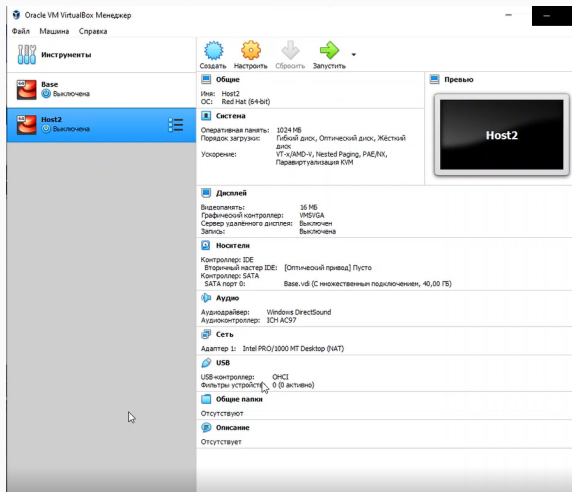 Oracle VM VirtualBox Менеджер
Файл Машина Справка
Инструменты
Создать Настроить Сбросить Запустить
64
Base
Выключена
64
Host2
Выключена
Общие
Имя: Host2
ОС: Red Hat (64-bit)
Превью
Host2
Система
Оперативная память: 1024 МБ
Порядок загрузки: Гибкий диск, Оптический диск, Жёсткий
диск
Ускорение: VT-x/AMD-V, Nested Paging, PAE/NX,
Паравиртуализация KVM
Дисплей
Видеопамять: 16 МБ
Графический контроллер: VMSVGA
Сервер удалённого дисплея: Выключен
Запись: Выключена
Носители
Контроллер: IDE
Вторичный мастер IDE: [Оптический привод] Пусто
Контроллер: SATA
SATA порт 0: Base.vdi (С множественным подключением, 40,00 ГБ)
Аудио
Аудиодрайвер: Windows DirectSound
Аудиоконтроллер: ICH AC97
Сеть
Адаптер 1: Intel PRO/1000 MT Desktop (NAT)
USB
USB-контроллер: OHCI
Фильтры устройств: 0 (0 активно)
Общие папки
Отсутствуют
Описание
Отсутствует